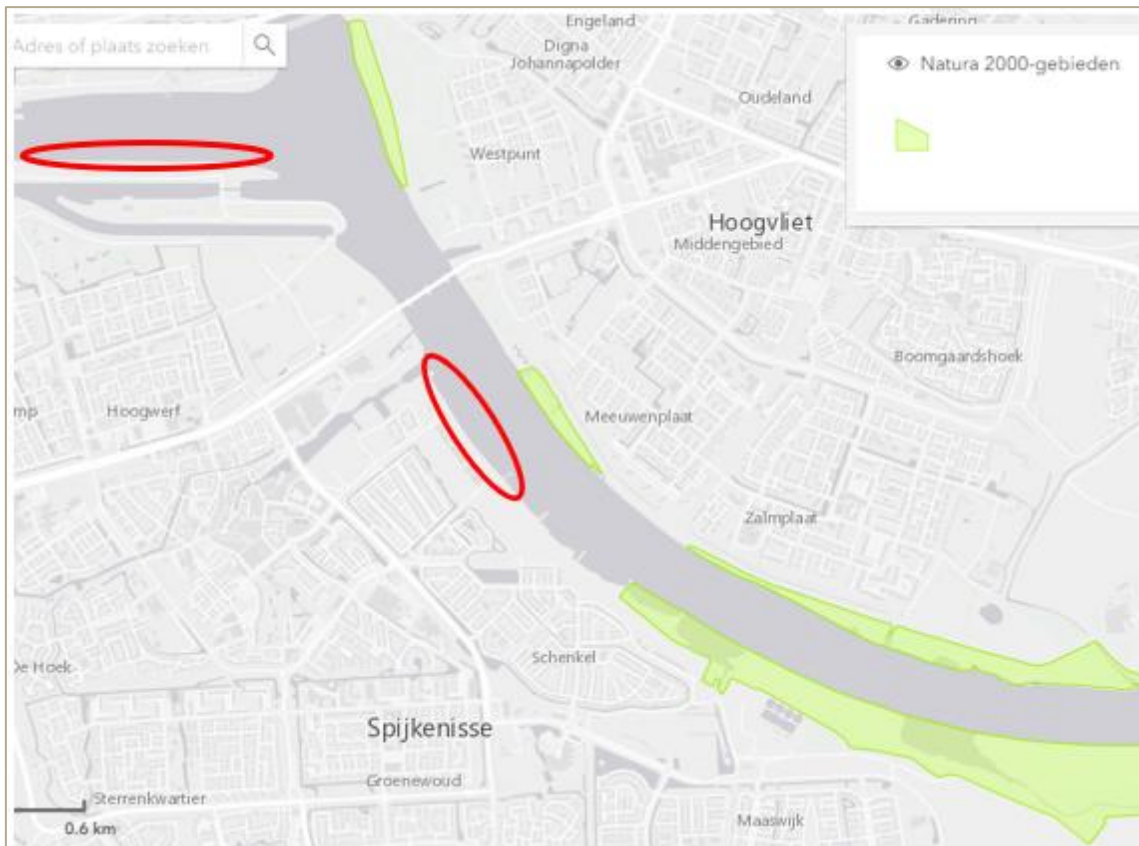 Adres of plaats zoeken
Engeland
Digna
Johannapolder
Gadering
Natura 2000-gebieden
Oudeland
Westpunt
Hoogvliet
Middengebied
Boomgaardshoek
mp
Hoogwerf
Meeuwenplaat
Zalmplaat
De Hoek
Schenkel
Spijkenisse
Groenewoud
Sterrenkwartier
Maaswijk
0.6 km